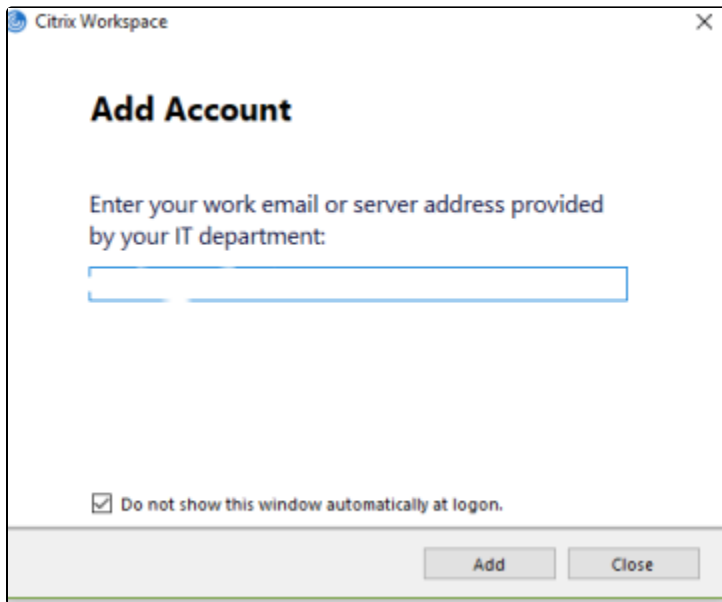 Citrix Workspace
Add Account
Enter your work email or server address provided
by your IT department:
Do not show this window automatically at logon.
Add Close